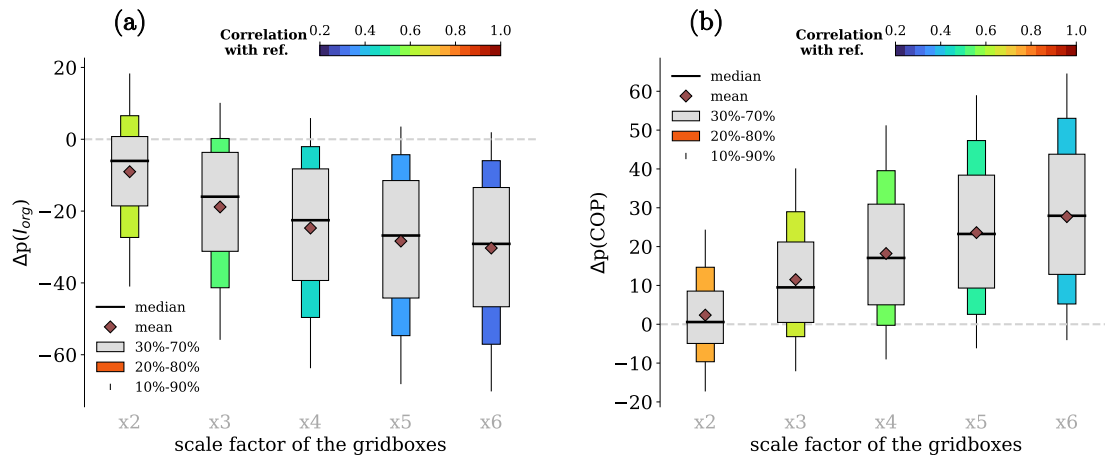 (a)
Correlation
with ref.
0.2 0.4 0.6 0.8 1.0
20
0
−20
−40
−60
Δp(I_org)
median
mean
30%-70%
20%-80%
10%-90%
x2 x3 x4 x5 x6
scale factor of the gridboxes
(b)
Correlation
with ref.
0.2 0.4 0.6 0.8 1.0
60
50
40
30
20
10
0
−10
−20
Δp(COP)
median
mean
30%-70%
20%-80%
10%-90%
x2 x3 x4 x5 x6
scale factor of the gridboxes